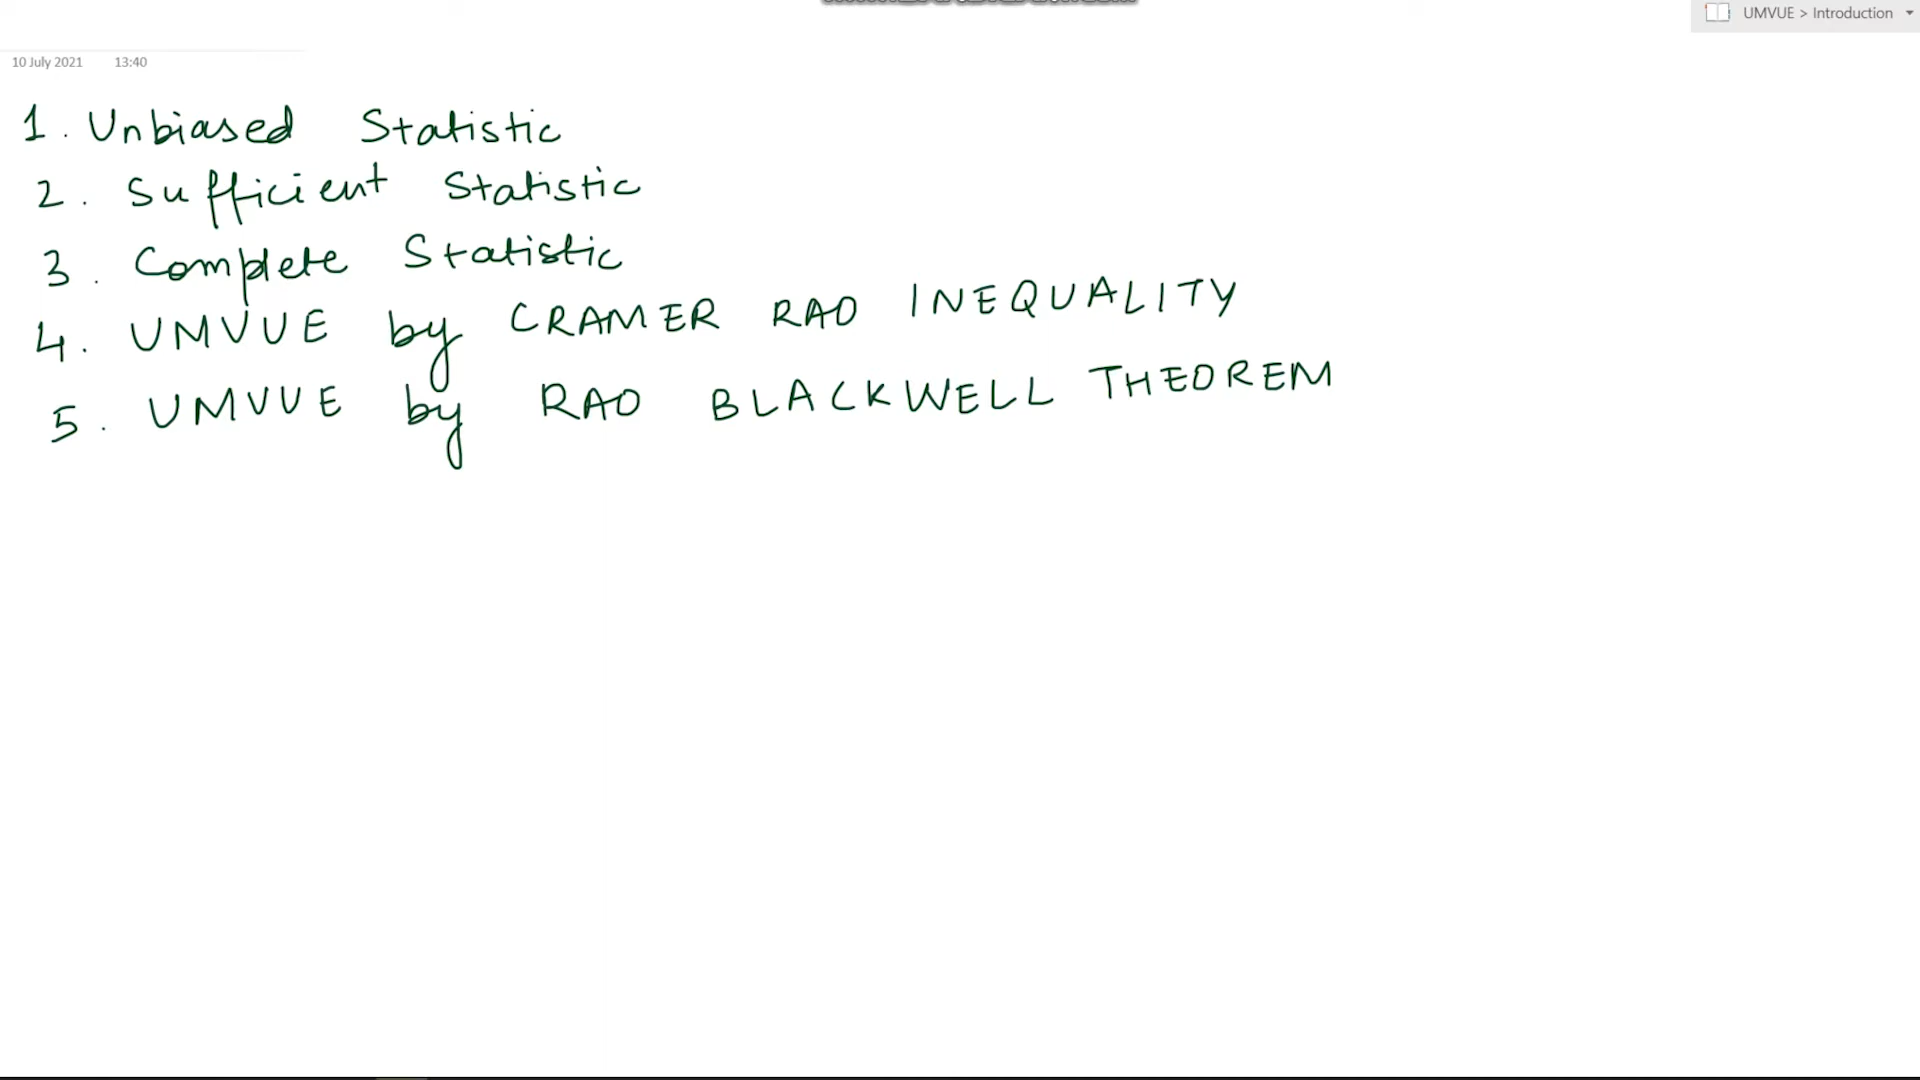 UMVUE > Introduction
10 July 2021 13:40
1. Unbiased Statistic
2. Sufficient Statistic
3. Complete Statistic
4. UMVUE by CRAMER RAO INEQUALITY
5. UMVUE by RAO BLACKWELL THEOREM